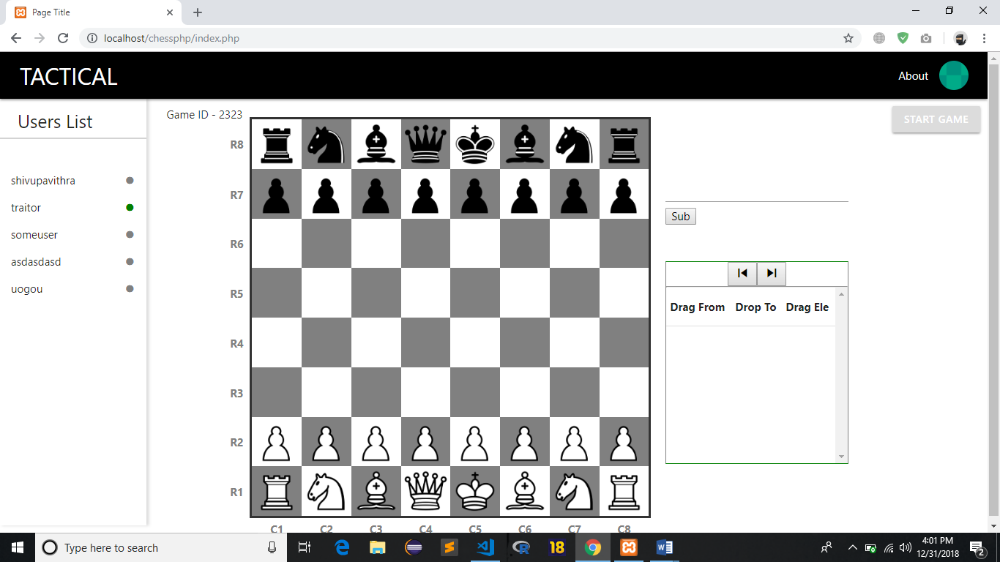 Page Title
localhost/chessphp/index.php
TACTICAL
About
Users List
Game ID - 2323
START GAME
shivupavithra
traitor
someuser
asdasdasd
uogou
R8
R7
R6
R5
R4
R3
R2
R1
C1 C2 C3 C4 C5 C6 C7 C8
Sub
Drag From Drop To Drag Ele
Type here to search
R
18
W
4:01 PM
12/31/2018
2